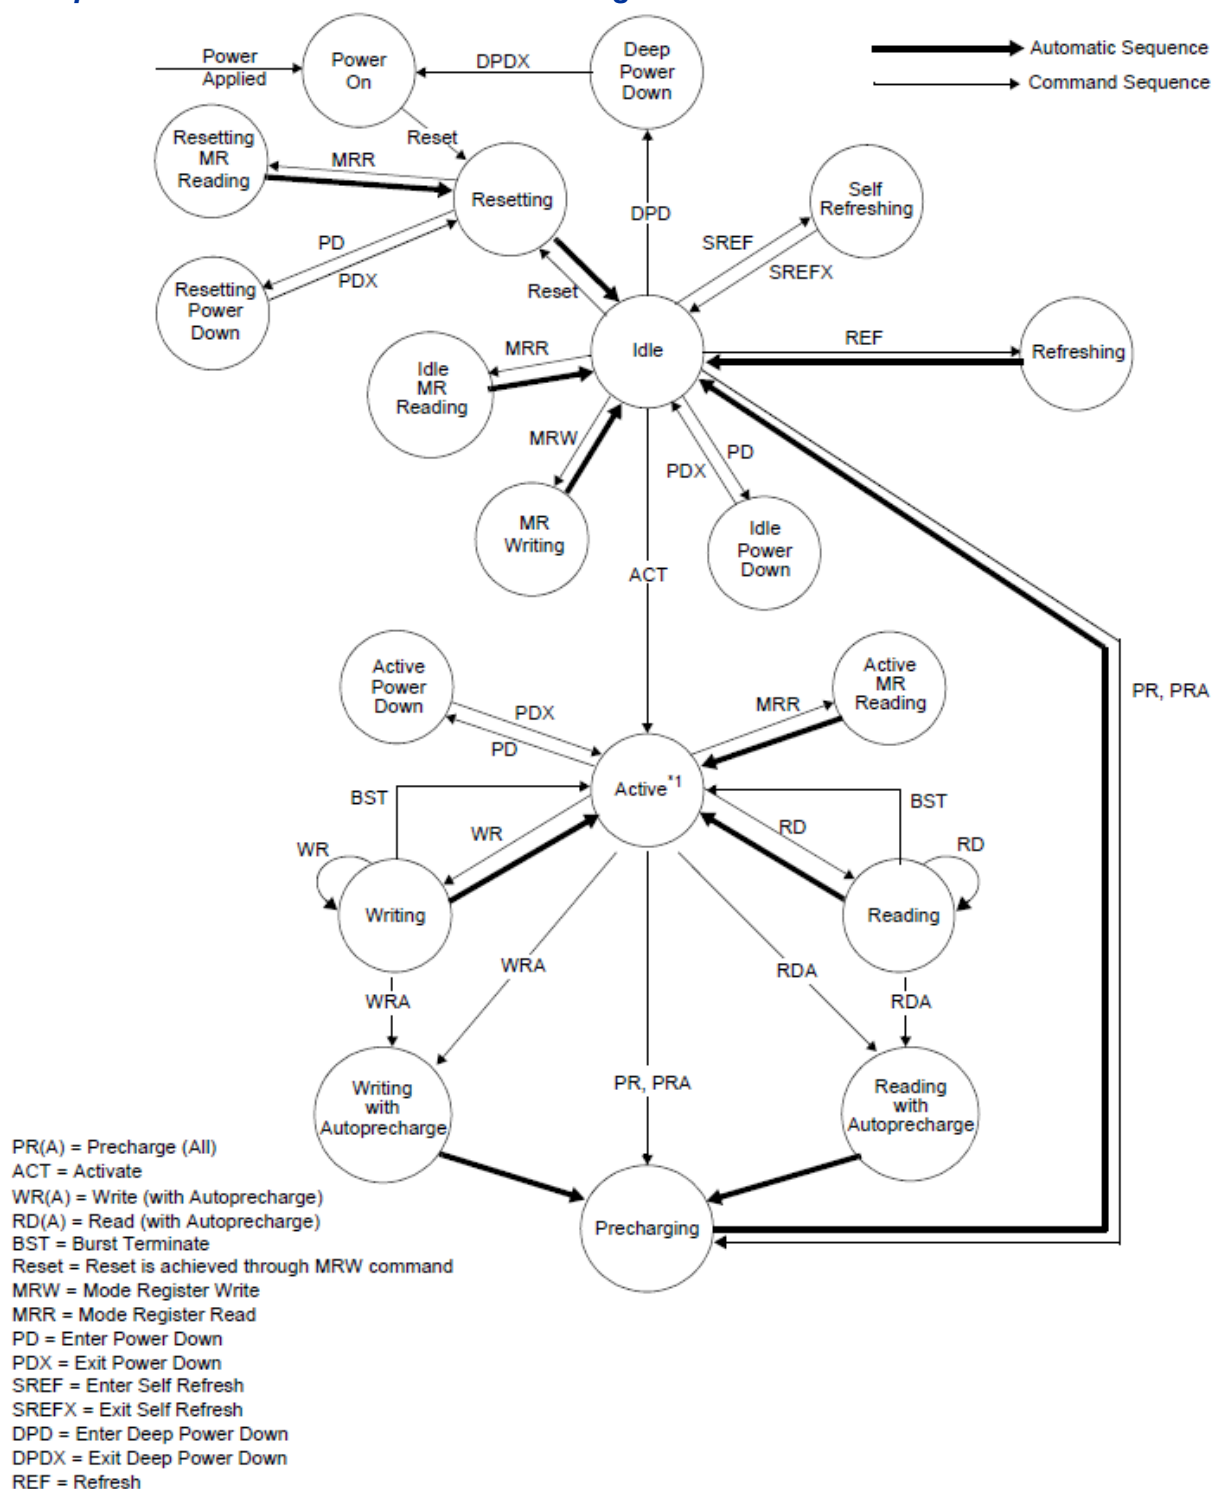 Power
Applied
Power
On
DPDX
Deep
Power
Down
Automatic Sequence
Command Sequence
Reset
Resetting
MR
Reading
MRR
Resetting
DPD
Self
Refreshing
SREF
SREFX
PD
PDX
Resetting
Power
Down
Reset
Idle
REF
Refreshing
MRR
Idle
MR
Reading
MRW
PD
PDX
MR
Writing
Idle
Power
Down
ACT
Active
Power
Down
PDX
PD
MRR
Active
MR
Reading
PR, PRA
Active*1
BST
BST
WR
WR
RD
RD
Writing
Reading
WRA
WRA
RDA
RDA
PR, PRA
Writing
with
Autoprecharge
Reading
with
Autoprecharge
Precharging
PR(A) = Precharge (All)
ACT = Activate
WR(A) = Write (with Autoprecharge)
RD(A) = Read (with Autoprecharge)
BST = Burst Terminate
Reset = Reset is achieved through MRW command
MRW = Mode Register Write
MRR = Mode Register Read
PD = Enter Power Down
PDX = Exit Power Down
SREF = Enter Self Refresh
SREFX = Exit Self Refresh
DPD = Enter Deep Power Down
DPDX = Exit Deep Power Down
REF = Refresh